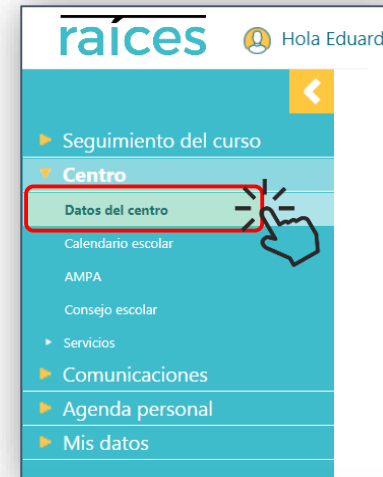 raíces
Hola Eduard
Seguimiento del curso
Centro
Datos del centro
Calendario escolar
AMPA
Consejo escolar
Servicios
Comunicaciones
Agenda personal
Mis datos